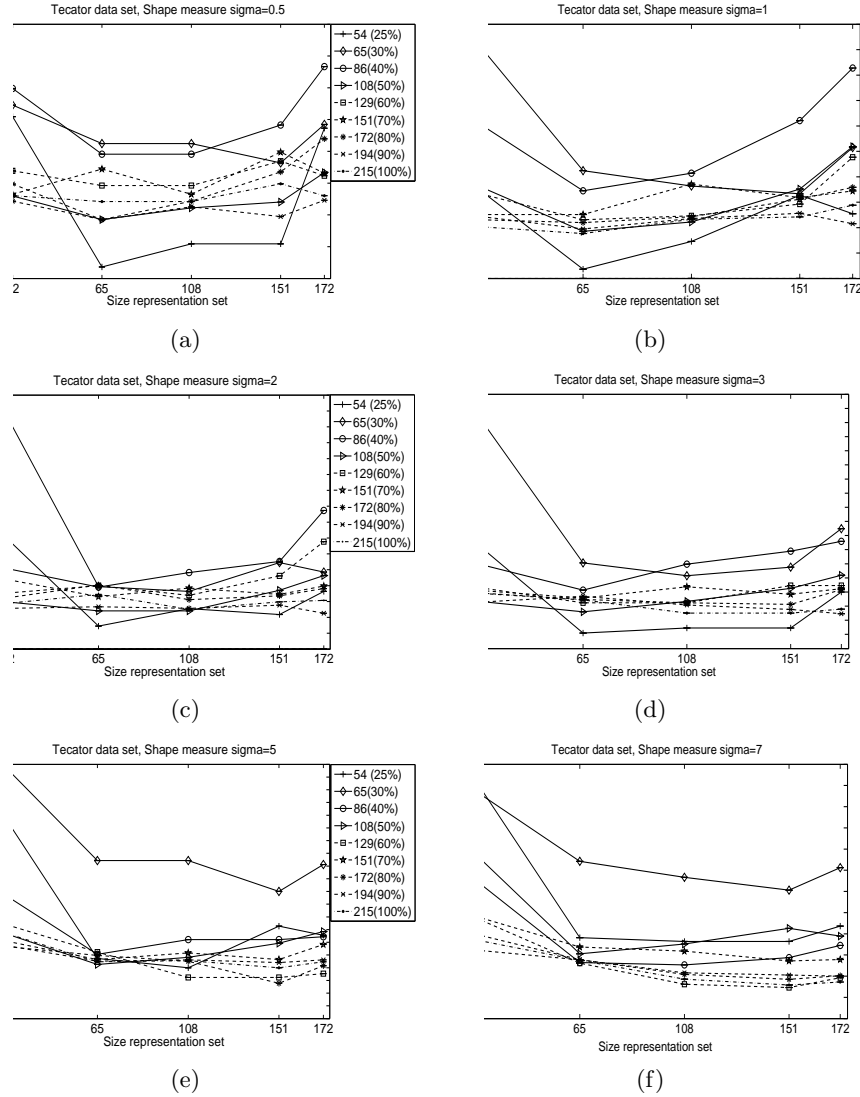 Tecator data set, Shape measure sigma=0.5
54 (25%)
65(30%)
86(40%)
108(50%)
129(60%)
151(70%)
172(80%)
194(90%)
215(100%)
2 65 108 151 172
Size representation set
(a)
Tecator data set, Shape measure sigma=1
65 108 151 172
Size representation set
(b)
Tecator data set, Shape measure sigma=2
54 (25%)
65(30%)
86(40%)
108(50%)
129(60%)
151(70%)
172(80%)
194(90%)
215(100%)
65 108 151 172
Size representation set
(c)
Tecator data set, Shape measure sigma=3
65 108 151 172
Size representation set
(d)
Tecator data set, Shape measure sigma=5
54 (25%)
65(30%)
86(40%)
108(50%)
129(60%)
151(70%)
172(80%)
194(90%)
215(100%)
65 108 151 172
Size representation set
(e)
Tecator data set, Shape measure sigma=7
65 108 151 172
Size representation set
(f)